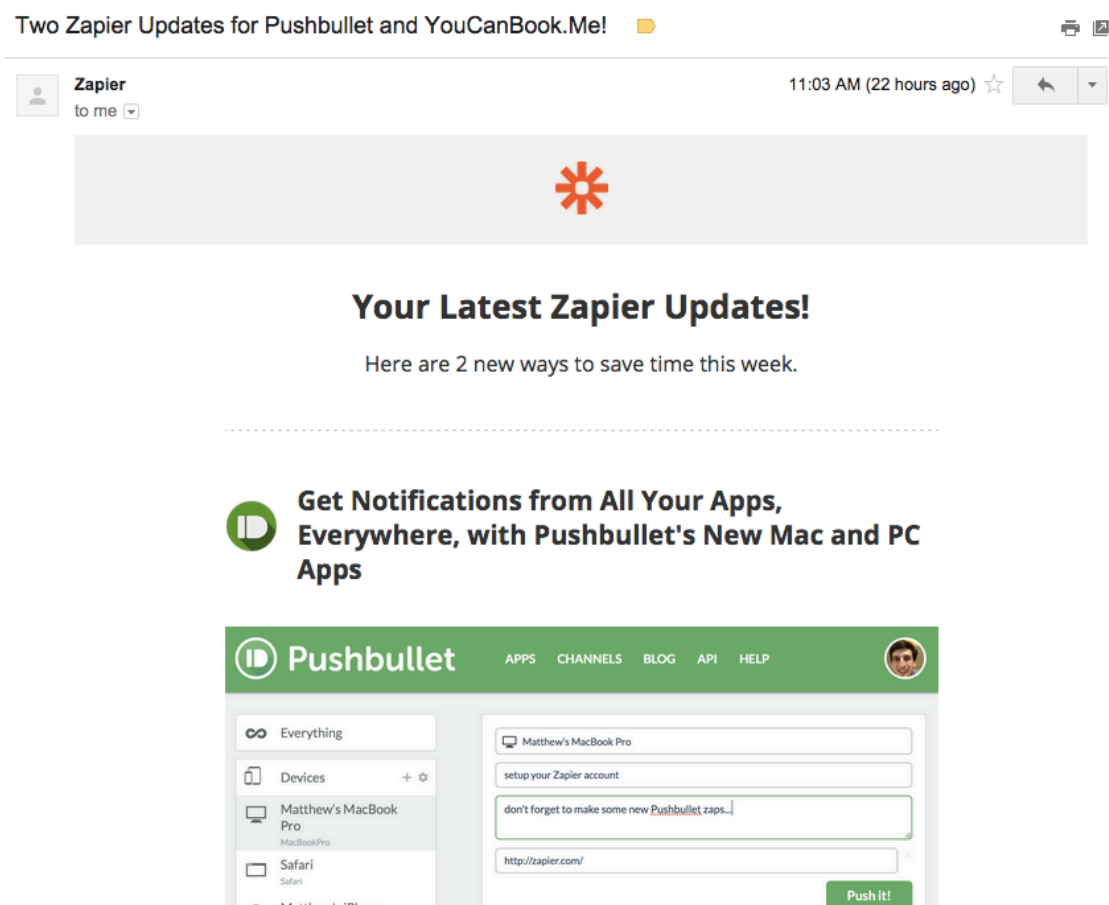 Two Zapier Updates for Pushbullet and YouCanBook.Me!
Zapier
11:03 AM (22 hours ago)
to me
Your Latest Zapier Updates!
Here are 2 new ways to save time this week.
Get Notifications from All Your Apps,
Everywhere, with Pushbullet's New Mac and PC
Apps
Pushbullet
APPS CHANNELS BLOG API HELP
Everything
Devices
Matthew's MacBook
Pro
MacBookPro
Safari
Safari
Matthew's MacBook Pro
setup your Zapier account
don't forget to make some new Pushbullet zaps...
http://zapier.com/
Push it!